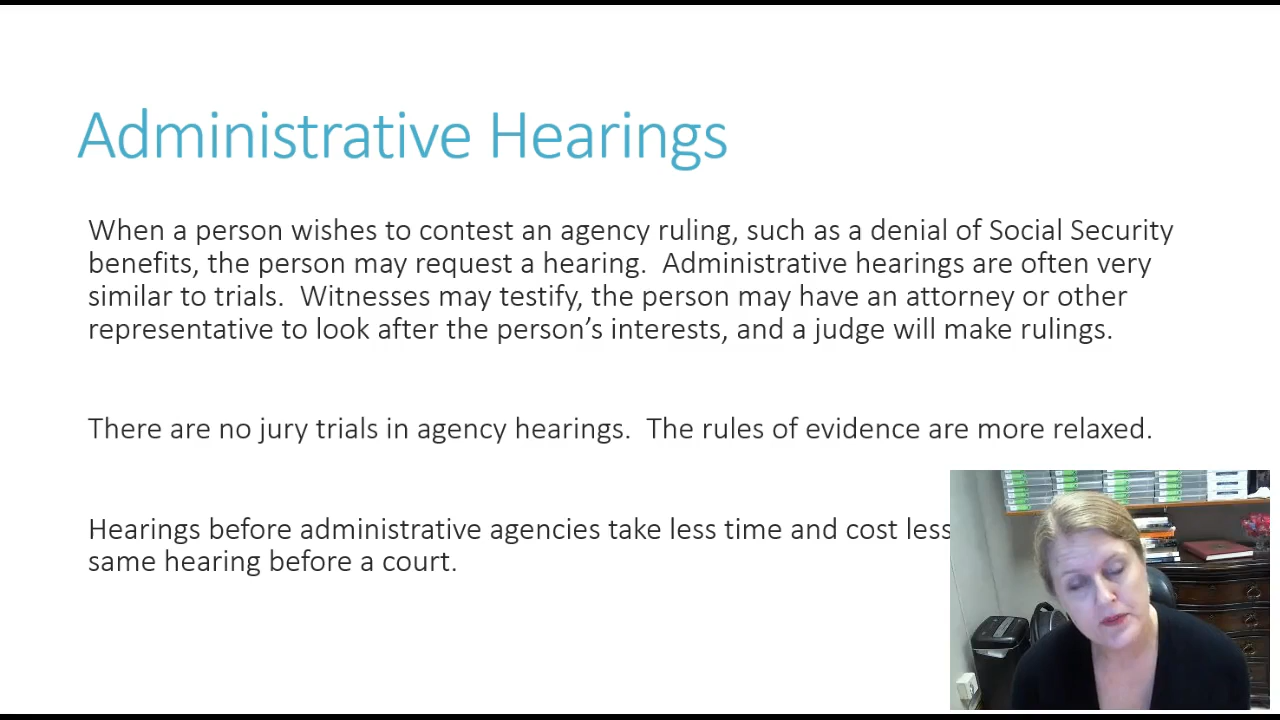 Administrative Hearings
When a person wishes to contest an agency ruling, such as a denial of Social Security
benefits, the person may request a hearing.  Administrative hearings are often very
similar to trials.  Witnesses may testify, the person may have an attorney or other
representative to look after the person’s interests, and a judge will make rulings.
There are no jury trials in agency hearings.  The rules of evidence are more relaxed.
Hearings before administrative agencies take less time and cost less
same hearing before a court.